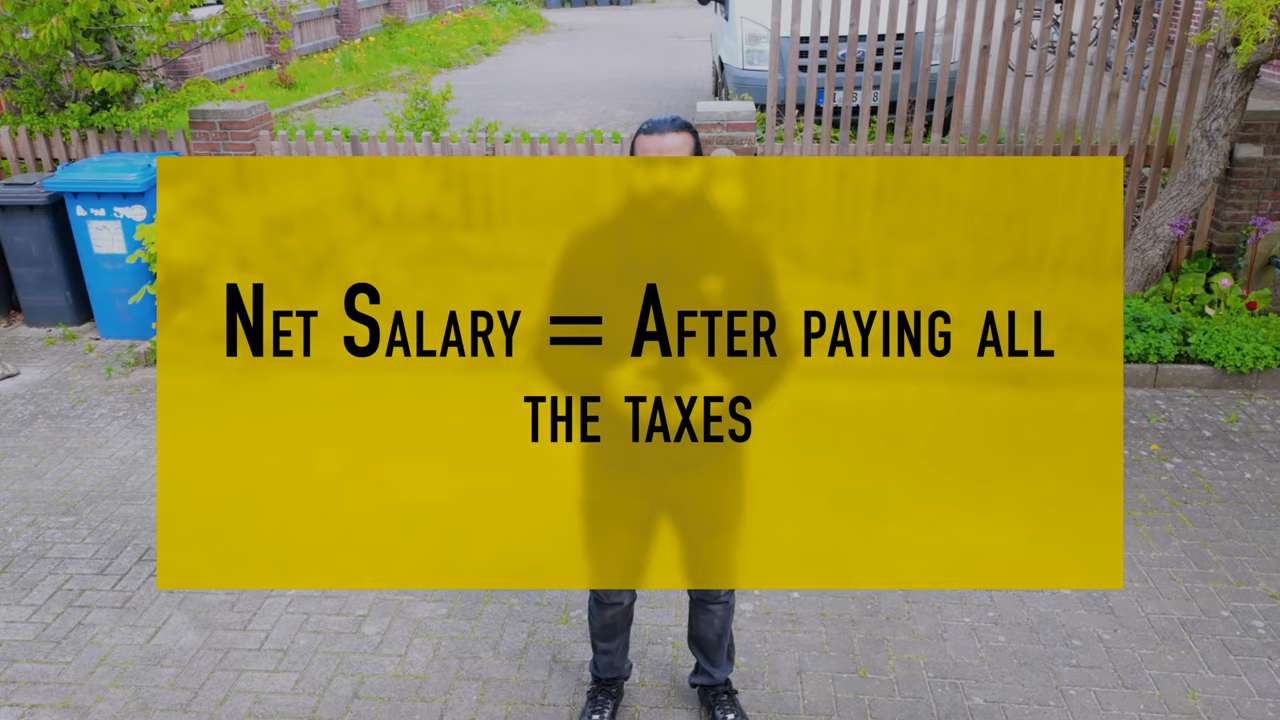 Net Salary = After paying all
the taxes